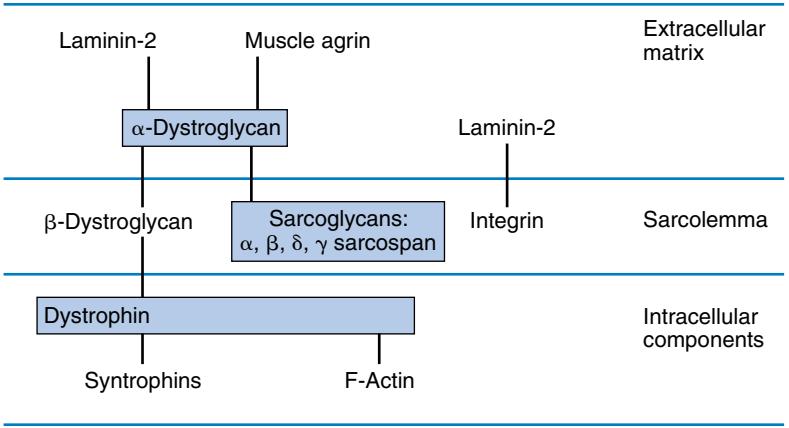 Laminin-2
Muscle agrin
Extracellular
matrix
α-Dystroglycan
Laminin-2
β-Dystroglycan
Sarcoglycans:
α, β, δ, γ sarcospan
Integrin
Sarcolemma
Dystrophin
Intracellular
components
Syntrophins
F-Actin